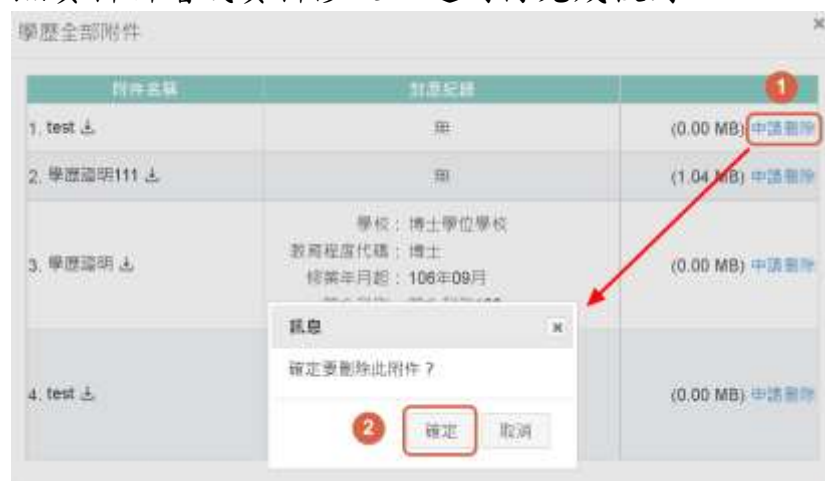 學歷全部附件
×
附件名稱 對應紀錄
1
1. test 無 (0.00 MB) 申請刪除
2. 學歷證明111 無 (1.04 MB) 申請刪除
學校：博士學位學校
教育程度代碼：博士
3. 學歷證明 (0.00 MB) 申請刪除
修業年月起：106年09月
訊息
確定要刪除此附件？
4. test (0.00 MB) 申請刪除
2 確定 取消